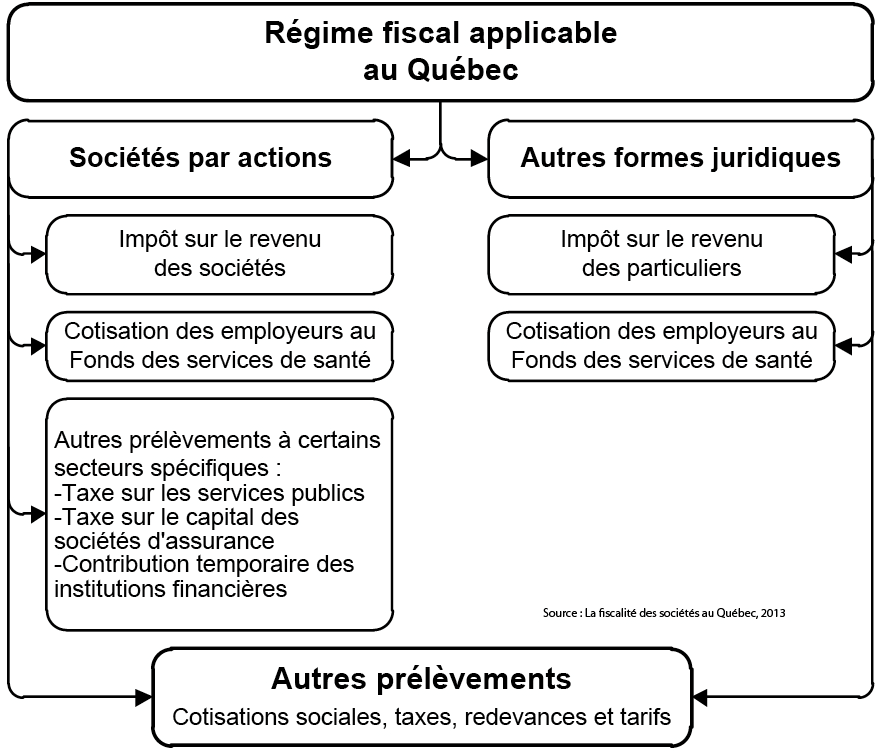 Régime fiscal applicable
au Québec
Sociétés par actions
Autres formes juridiques
Impôt sur le revenu
des sociétés
Impôt sur le revenu
des particuliers
Cotisation des employeurs au
Fonds des services de santé
Cotisation des employeurs au
Fonds des services de santé
Autres prélèvements à certains
secteurs spécifiques :
-Taxe sur les services publics
-Taxe sur le capital des
sociétés d'assurance
-Contribution temporaire des
institutions financières
Source : La fiscalité des sociétés au Québec, 2013
Autres prélèvements
Cotisations sociales, taxes, redevances et tarifs